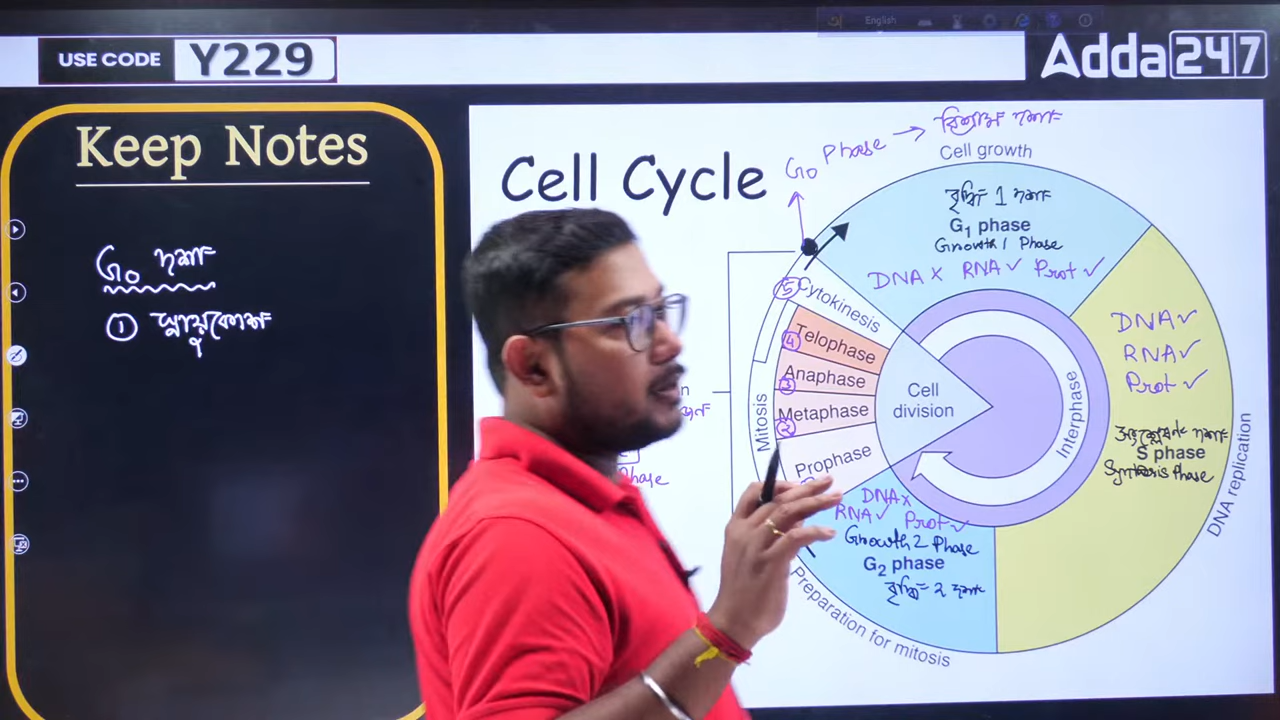 English
USE CODE Y229
Adda247
Keep Notes
G0 দশা
① স্নায়ুকোশ
Cell Cycle
G0 Phase → বিশ্রাম দশা
Cell growth
বৃদ্ধি 1 দশা
G1 phase
Growth 1 Phase
DNA × RNA ✓ Prot ✓
⑤ Cytokinesis
④ Telophase
③ Anaphase
② Metaphase
Prophase
Mitosis
Cell division
Interphase
DNA ✓
RNA ✓
Prot ✓
সংশ্লেষণ দশা
S phase
Synthesis Phase
DNA replication
DNA ×
RNA ✓ Prot ✓
Growth 2 Phase
G2 phase
বৃদ্ধি ২ দশা
Preparation for mitosis